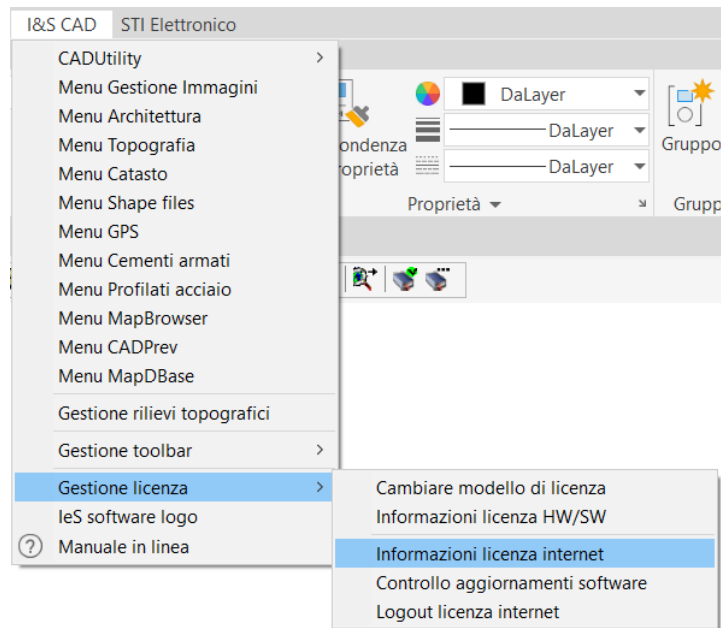 I&S CAD STI Elettronico
CADUtility
Menu Gestione Immagini
Menu Architettura
Menu Topografia
Menu Catasto
Menu Shape files
Menu GPS
Menu Cementi armati
Menu Profilati acciaio
Menu MapBrowser
Menu CADPrev
Menu MapDBase
Gestione rilievi topografici
Gestione toolbar
Gestione licenza
IeS software logo
? Manuale in linea
DaLayer
DaLayer
DaLayer
ondenza
roprietà
Proprietà
Gruppo
Grupp
Cambiare modello di licenza
Informazioni licenza HW/SW
Informazioni licenza internet
Controllo aggiornamenti software
Logout licenza internet